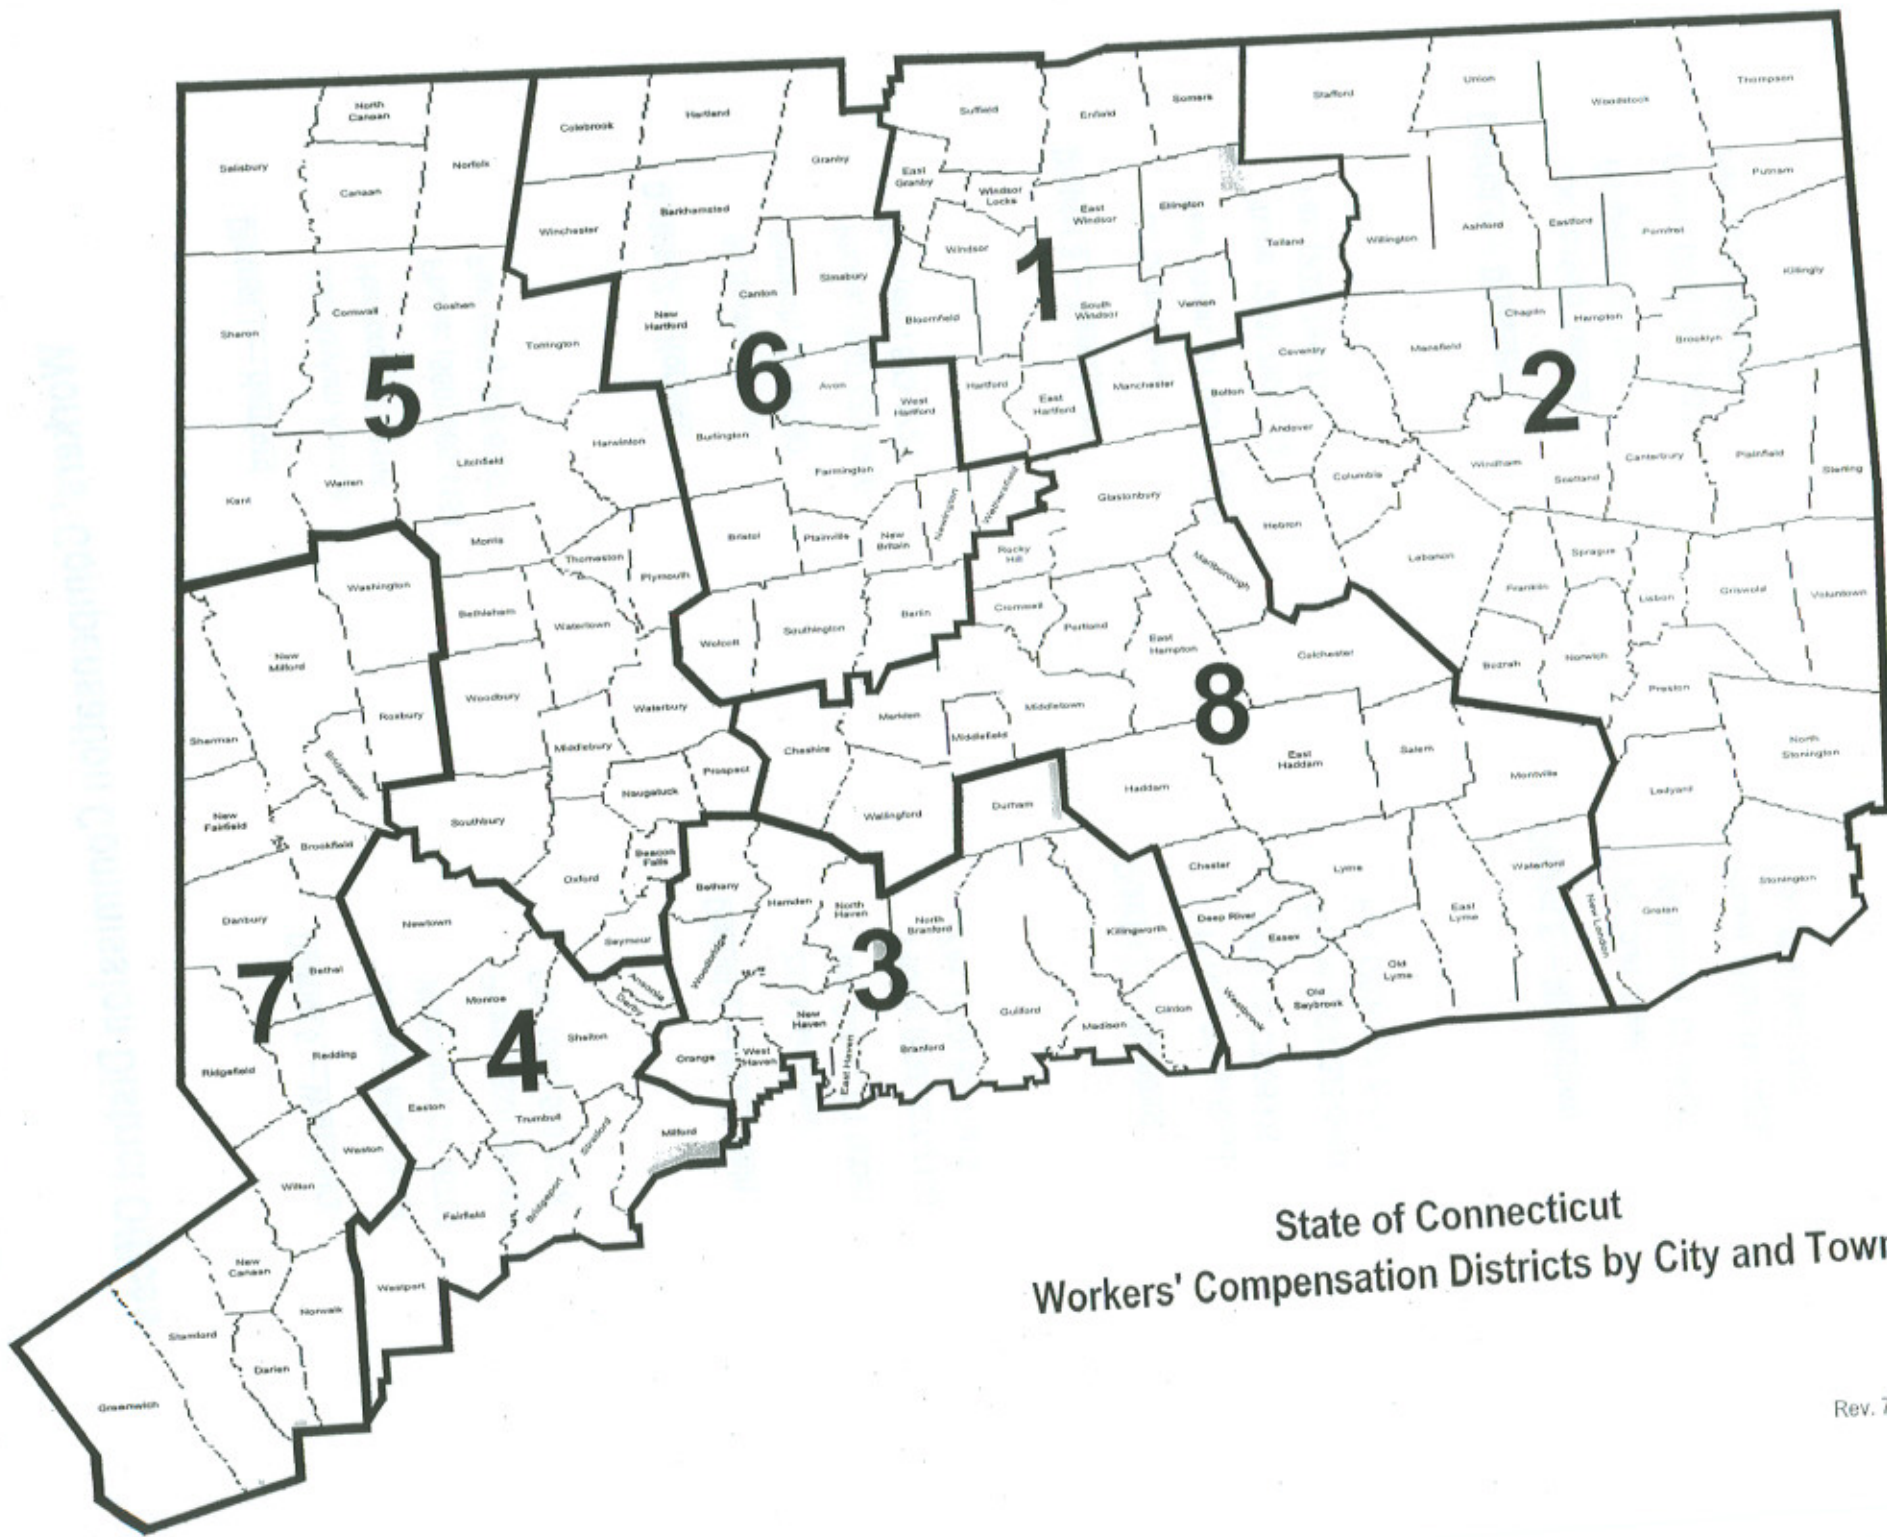 North
Canaan
Salisbury
Canaan
Norfolk
Colebrook
Hartland
Granby
Suffield
Enfield
Somers
Stafford
Union
Woodstock
Thompson
East
Granby
Windsor
Locks
East
Windsor
Ellington
Tolland
Willington
Ashford
Eastford
Pomfret
Putnam
Killingly
Winchester
Barkhamsted
Windsor
1
Sharon
Cornwall
Goshen
Torrington
New
Hartford
Canton
Simsbury
Bloomfield
South
Windsor
Vernon
Coventry
Mansfield
Chaplin
Hampton
Brooklyn
5
6
2
Avon
West
Hartford
Hartford
East
Hartford
Manchester
Bolton
Andover
Columbia
Windham
Scotland
Canterbury
Plainfield
Sterling
Kent
Warren
Litchfield
Harwinton
Burlington
Farmington
Newington
Wethersfield
Glastonbury
Hebron
Lebanon
Morris
Thomaston
Plymouth
Bristol
Plainville
New
Britain
Rocky
Hill
Marlborough
Franklin
Sprague
Lisbon
Griswold
Voluntown
Washington
Bethlehem
Watertown
Wolcott
Southington
Berlin
Cromwell
Portland
East
Hampton
Colchester
Bozrah
Norwich
Preston
New
Milford
Roxbury
Woodbury
Waterbury
Middlebury
Meriden
Middlefield
Middletown
8
North
Stonington
Sherman
Bridgewater
Cheshire
Prospect
Naugatuck
Haddam
East
Haddam
Salem
Montville
Ledyard
New
Fairfield
Brookfield
Southbury
Beacon
Falls
Oxford
Wallingford
Durham
Chester
Lyme
Waterford
Stonington
Danbury
Newtown
Seymour
Bethany
Hamden
North
Haven
North
Branford
Killingworth
Deep River
Essex
East
Lyme
New London
Groton
Woodbridge
7
Bethel
Monroe
Ansonia
Derby
3
Old
Lyme
Old
Saybrook
Westbrook
4
Shelton
New
Haven
Guilford
Madison
Clinton
Ridgefield
Redding
Orange
West
Haven
East Haven
Branford
Easton
Trumbull
Stratford
Milford
Weston
Wilton
Fairfield
Bridgeport
New
Canaan
Norwalk
Westport
Stamford
Darien
Greenwich
State of Connecticut
Workers' Compensation Districts by City and Town
Rev. 7